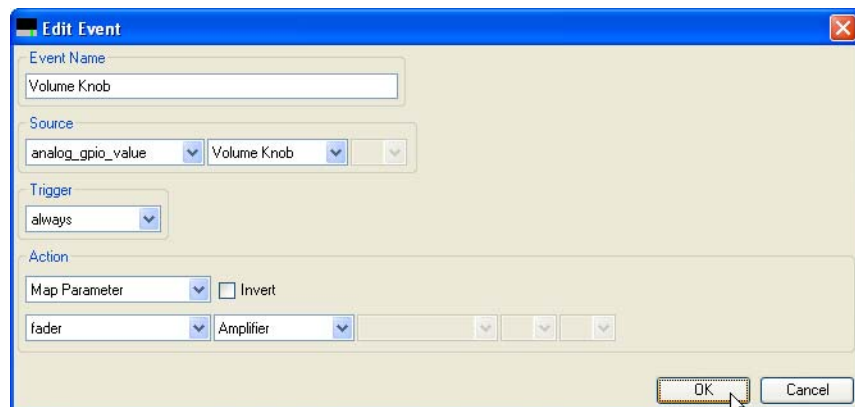 Edit Event
Event Name
Volume Knob
Source
analog_gpio_value Volume Knob
Trigger
always
Action
Map Parameter Invert
fader Amplifier
OK Cancel